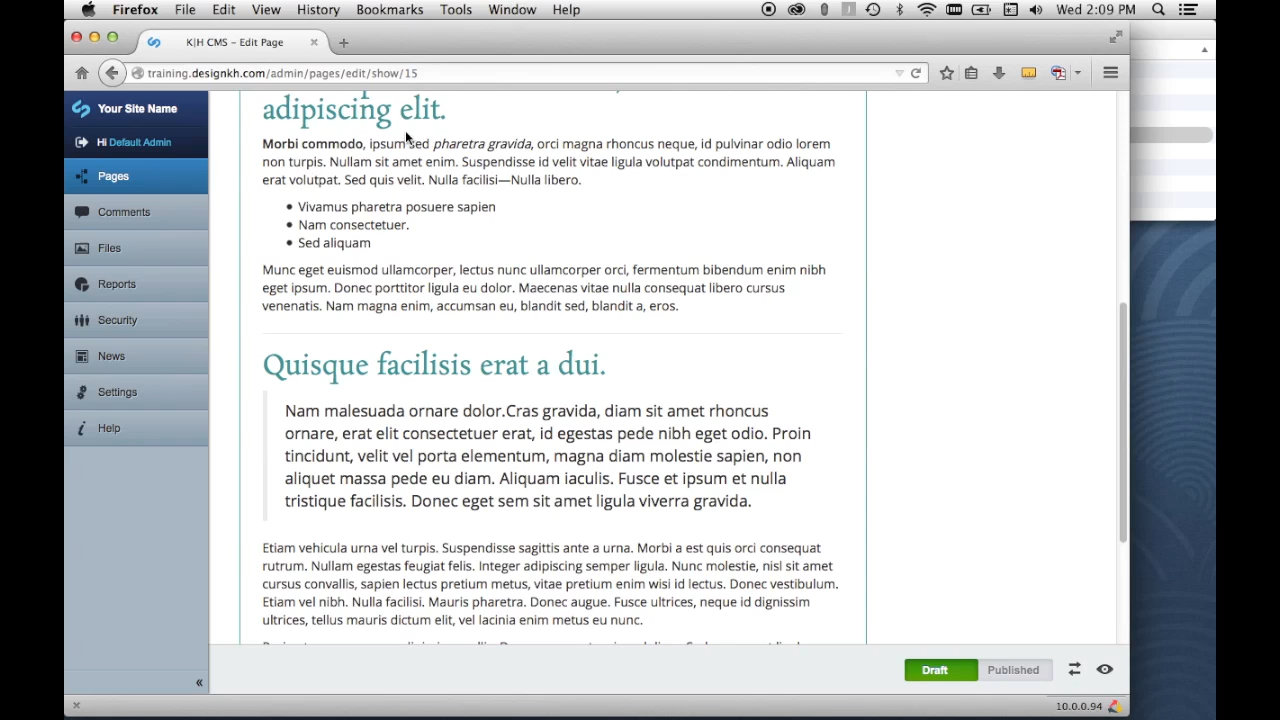 Firefox File Edit View History Bookmarks Tools Window Help Wed 2:09 PM
K|H CMS – Edit Page
training.designkh.com/admin/pages/edit/show/15
Your Site Name
Hi Default Admin
Pages
Comments
Files
Reports
Security
News
Settings
Help
«
adipiscing elit.
Morbi commodo, ipsum sed pharetra gravida, orci magna rhoncus neque, id pulvinar odio lorem
non turpis. Nullam sit amet enim. Suspendisse id velit vitae ligula volutpat condimentum. Aliquam
erat volutpat. Sed quis velit. Nulla facilisi—Nulla libero.
• Vivamus pharetra posuere sapien
• Nam consectetuer.
• Sed aliquam
Munc eget euismod ullamcorper, lectus nunc ullamcorper orci, fermentum bibendum enim nibh
eget ipsum. Donec porttitor ligula eu dolor. Maecenas vitae nulla consequat libero cursus
venenatis. Nam magna enim, accumsan eu, blandit sed, blandit a, eros.
Quisque facilisis erat a dui.
Nam malesuada ornare dolor.Cras gravida, diam sit amet rhoncus
ornare, erat elit consectetuer erat, id egestas pede nibh eget odio. Proin
tincidunt, velit vel porta elementum, magna diam molestie sapien, non
aliquet massa pede eu diam. Aliquam iaculis. Fusce et ipsum et nulla
tristique facilisis. Donec eget sem sit amet ligula viverra gravida.
Etiam vehicula urna vel turpis. Suspendisse sagittis ante a urna. Morbi a est quis orci consequat
rutrum. Nullam egestas feugiat felis. Integer adipiscing semper ligula. Nunc molestie, nisl sit amet
cursus convallis, sapien lectus pretium metus, vitae pretium enim wisi id lectus. Donec vestibulum.
Etiam vel nibh. Nulla facilisi. Mauris pharetra. Donec augue. Fusce ultrices, neque id dignissim
ultrices, tellus mauris dictum elit, vel lacinia enim metus eu nunc.
Draft Published
10.0.0.94